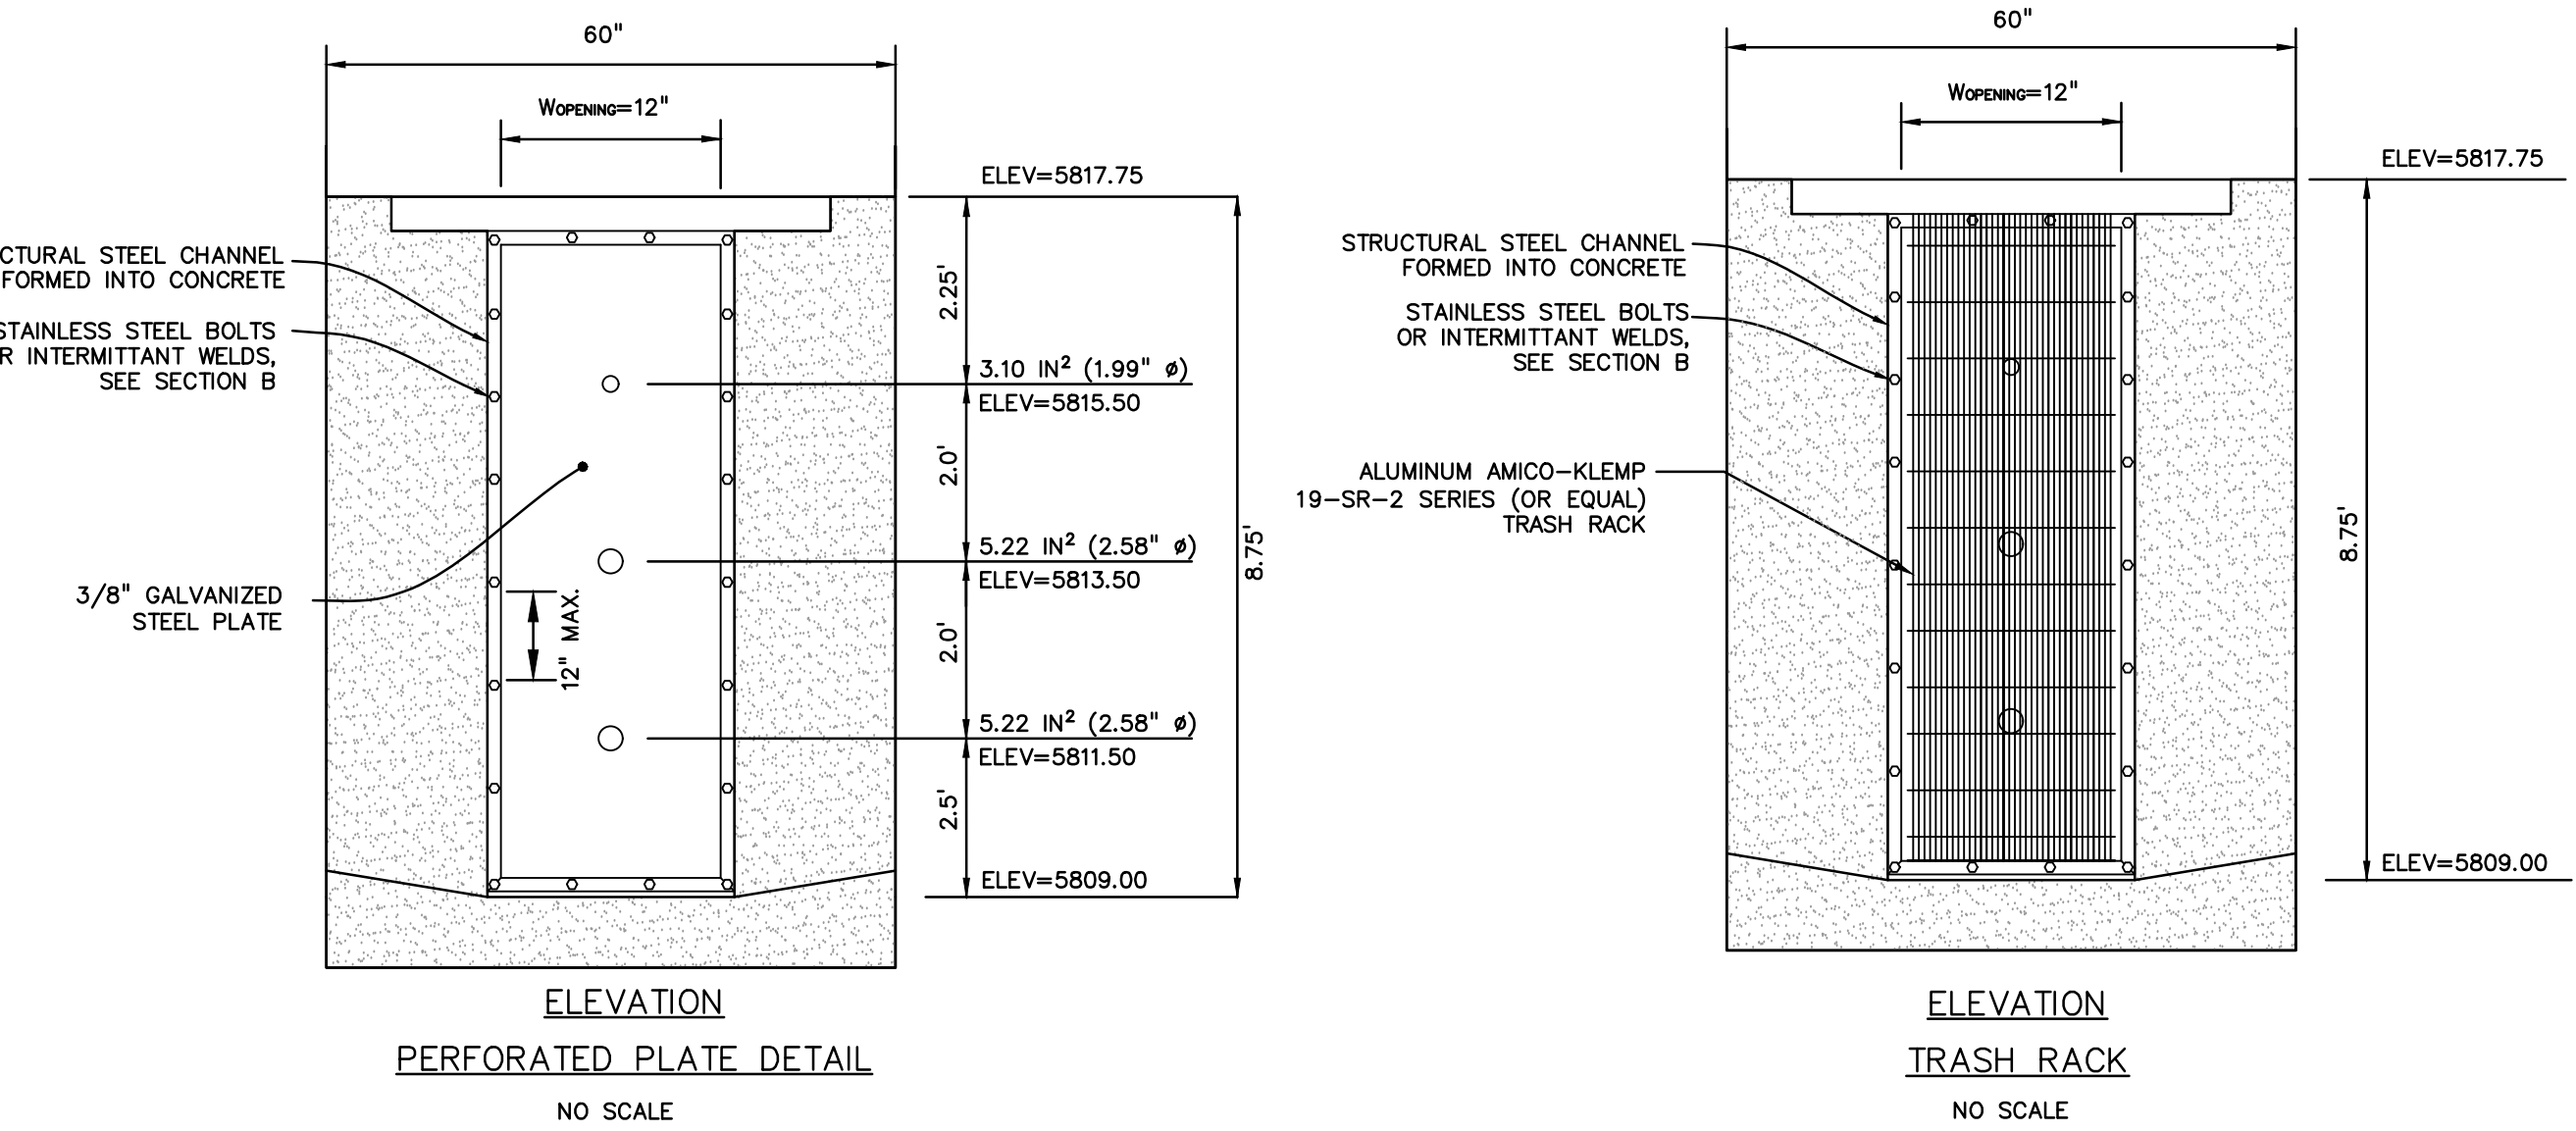 60"
WOPENING=12"
ELEV=5817.75
CTURAL STEEL CHANNEL
FORMED INTO CONCRETE
STAINLESS STEEL BOLTS
R INTERMITTANT WELDS,
SEE SECTION B
3/8" GALVANIZED
STEEL PLATE
12" MAX.
2.25'
3.10 IN² (1.99" ø)
ELEV=5815.50
2.0'
5.22 IN² (2.58" ø)
ELEV=5813.50
2.0'
5.22 IN² (2.58" ø)
ELEV=5811.50
2.5'
ELEV=5809.00
8.75'
ELEVATION
PERFORATED PLATE DETAIL
NO SCALE
60"
WOPENING=12"
ELEV=5817.75
STRUCTURAL STEEL CHANNEL
FORMED INTO CONCRETE
STAINLESS STEEL BOLTS
OR INTERMITTANT WELDS,
SEE SECTION B
ALUMINUM AMICO-KLEMP
19-SR-2 SERIES (OR EQUAL)
TRASH RACK
8.75'
ELEV=5809.00
ELEVATION
TRASH RACK
NO SCALE